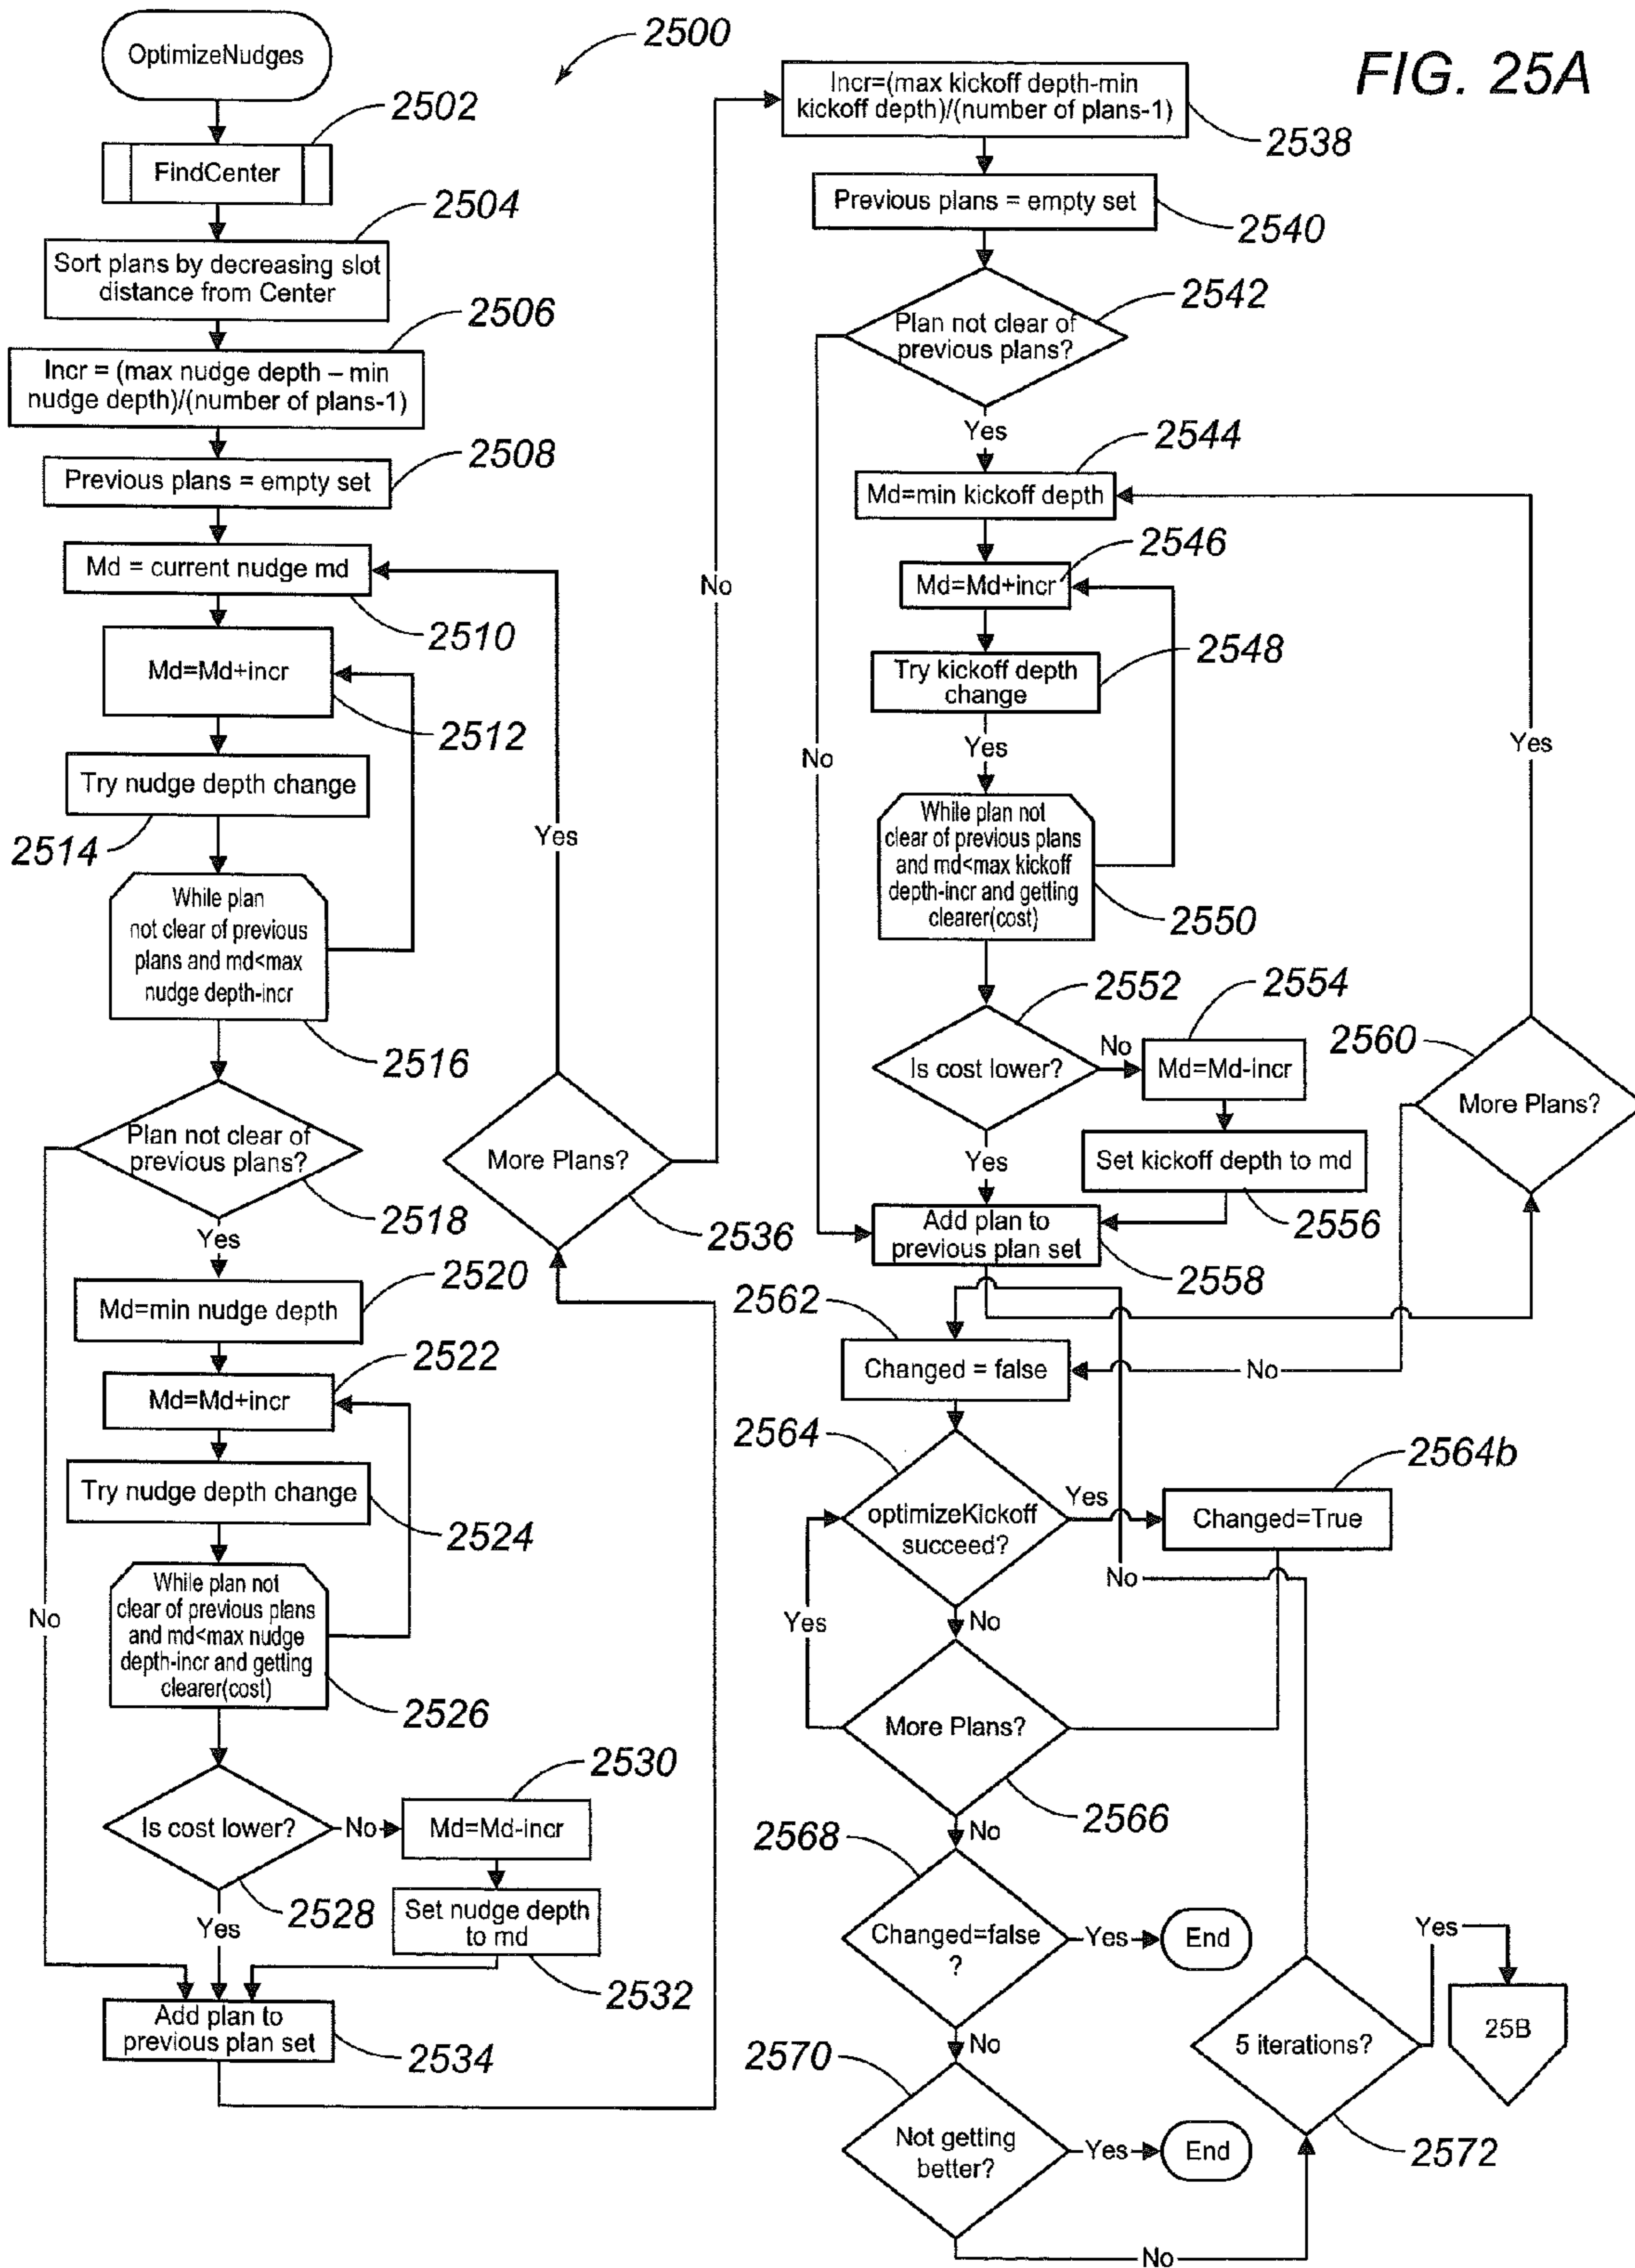 FIG. 25A
2500
OptimizeNudges
2502
FindCenter
2504
Sort plans by decreasing slot
distance from Center
2506
Incr = (max nudge depth – min
nudge depth)/(number of plans-1)
2508
Previous plans = empty set
Md = current nudge md
2510
Md=Md+incr
2512
Try nudge depth change
2514
While plan
not clear of previous
plans and md<max
nudge depth-incr
2516
Plan not clear of
previous plans?
2518
Yes
No
2520
Md=min nudge depth
2522
Md=Md+incr
Try nudge depth change
2524
While plan not
clear of previous plans
and md<max nudge
depth-incr and getting
clearer(cost)
2526
Is cost lower?
2528
No
2530
Md=Md-incr
Yes
Set nudge depth
to md
2532
Add plan to
previous plan set
2534
More Plans?
2536
Yes
No
Incr=(max kickoff depth-min
kickoff depth)/(number of plans-1)
2538
Previous plans = empty set
2540
2542
Plan not clear of
previous plans?
Yes
No
2544
Md=min kickoff depth
2546
Md=Md+incr
2548
Try kickoff depth
change
Yes
While plan not
clear of previous plans
and md<max kickoff
depth-incr and getting
clearer(cost)
2550
2552
Is cost lower?
No
2554
Md=Md-incr
Yes
Set kickoff depth to md
2556
Add plan to
previous plan set
2558
2560
More Plans?
Yes
No
2562
Changed = false
2564
optimizeKickoff
succeed?
Yes
2564b
Changed=True
No
Yes
More Plans?
2566
No
2568
Changed=false
?
Yes
End
No
2570
Not getting
better?
Yes
End
No
5 iterations?
2572
No
Yes
25B